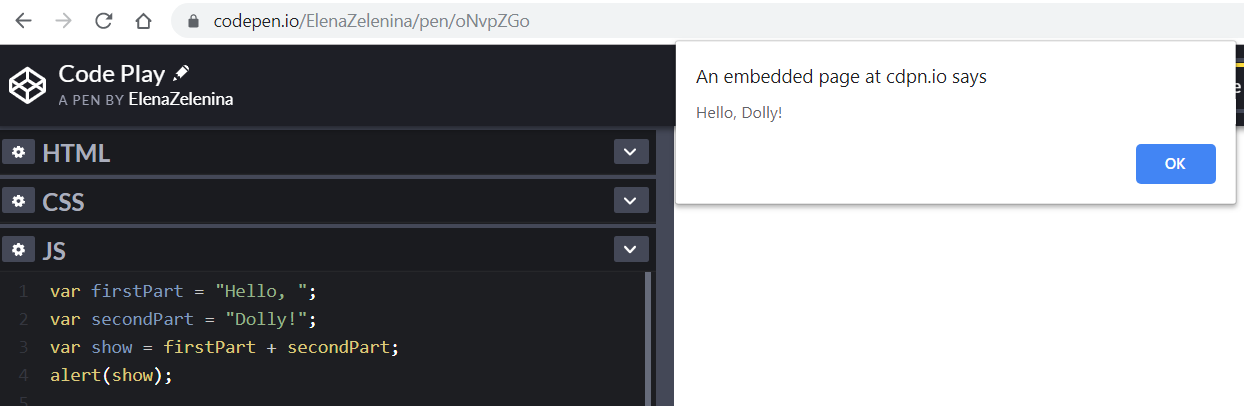 codepen.io/ElenaZelenina/pen/oNvpZGo
Code Play
A PEN BY ElenaZelenina
An embedded page at cdpn.io says
Hello, Dolly!
OK
HTML
CSS
JS
1 var firstPart = "Hello, ";
2 var secondPart = "Dolly!";
3 var show = firstPart + secondPart;
4 alert(show);
5